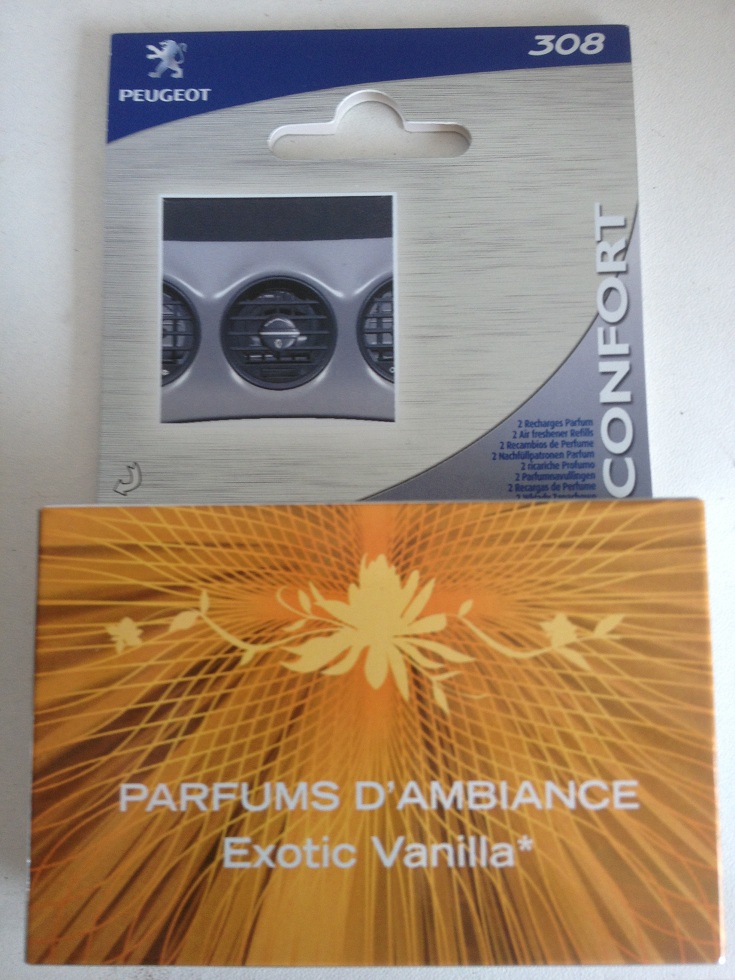 308
PEUGEOT
CONFORT
2 Recharges Parfum
2 Air freshener Refills
2 Recambios de Perfume
2 Nachfüllpatronen Parfum
2 ricariche Profumo
2 Parfumnavullingen
2 Recargas de Perfume
PARFUMS D'AMBIANCE
Exotic Vanilla*